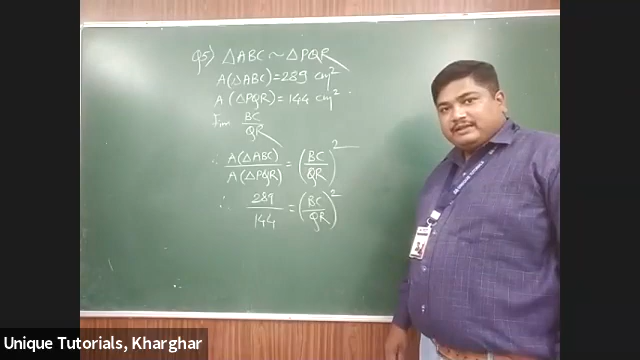 Q5) △ABC ~ △PQR
A(△ABC) = 289 cm²
A(△PQR) = 144 cm²
BC/QR
∴ A(△ABC)/A(△PQR) = (BC/QR)²
∴ 289/144 = (BC/QR)²
Unique Tutorials, Kharghar